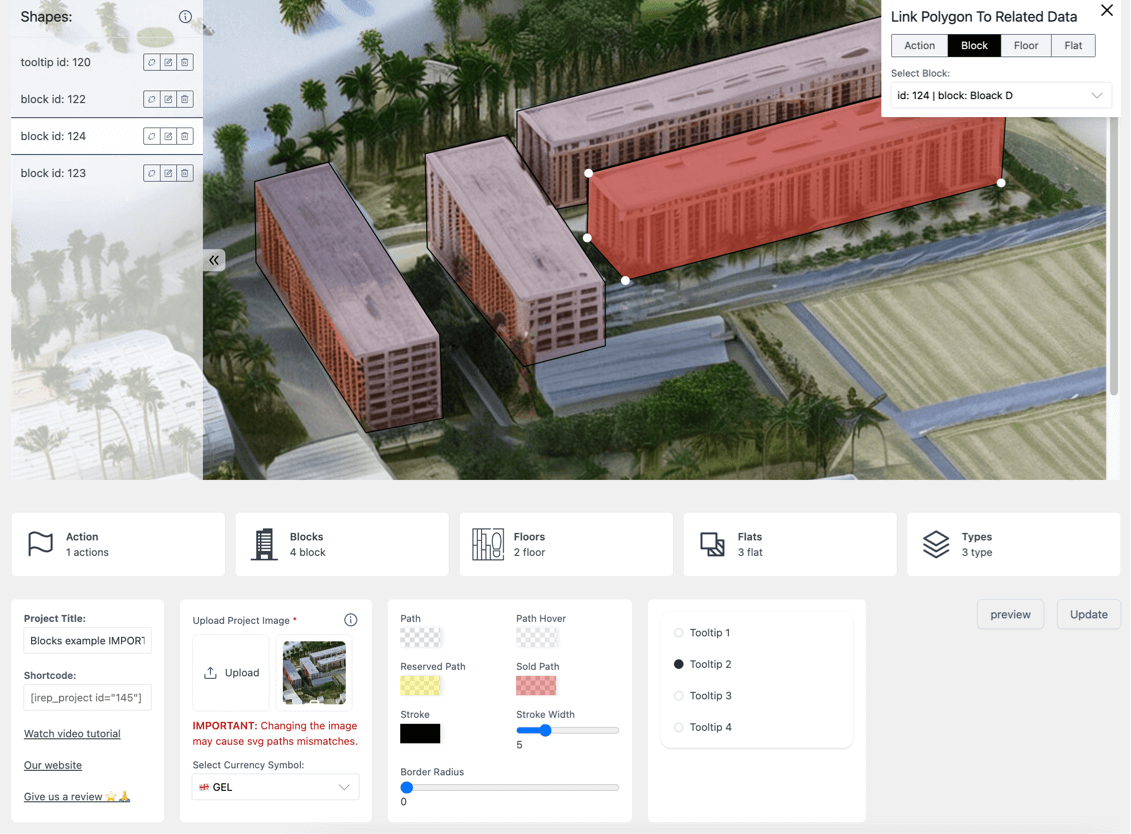 Shapes:
tooltip id: 120
block id: 122
block id: 124
block id: 123
Link Polygon To Related Data
Action
Block
Floor
Flat
Select Block:
id: 124 | block: Bloack D
Action
1 actions
Blocks
4 block
Floors
2 floor
Flats
3 flat
Types
3 type
Project Title:
Blocks example IMPORT
Shortcode:
[irep_project id="145"]
Watch video tutorial
Our website
Give us a review ⭐🙏
Upload Project Image *
Upload
IMPORTANT: Changing the image
may cause svg paths mismatches.
Select Currency Symbol:
GEL
Path
Path Hover
Reserved Path
Sold Path
Stroke
Stroke Width
5
Border Radius
0
Tooltip 1
Tooltip 2
Tooltip 3
Tooltip 4
preview
Update